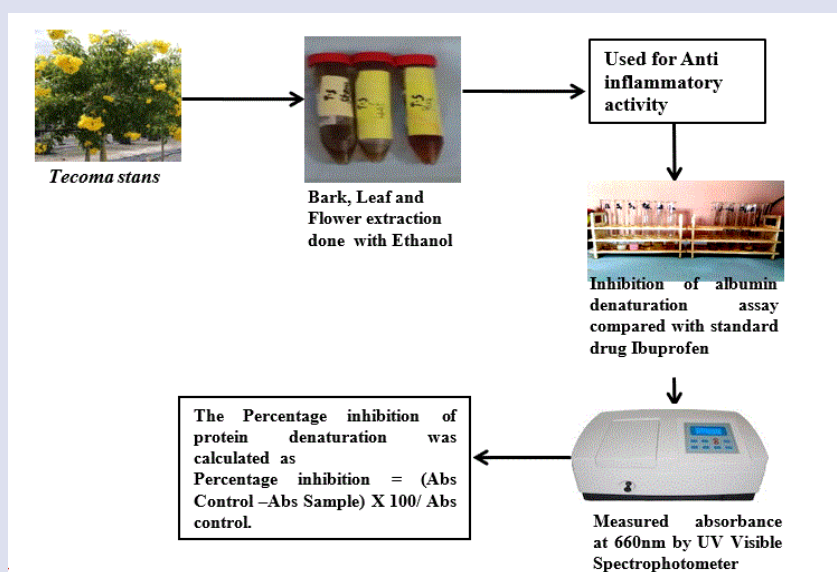 Tecoma stans
Bark, Leaf and
Flower extraction
done with Ethanol
Used for Anti
inflammatory
activity
Inhibition of albumin
denaturation assay
compared with standard
drug Ibuprofen
Measured absorbance
at 660nm by UV Visible
Spectrophotometer
The Percentage inhibition of
protein denaturation was
calculated as
Percentage inhibition = (Abs
Control –Abs Sample) X 100/ Abs
control.